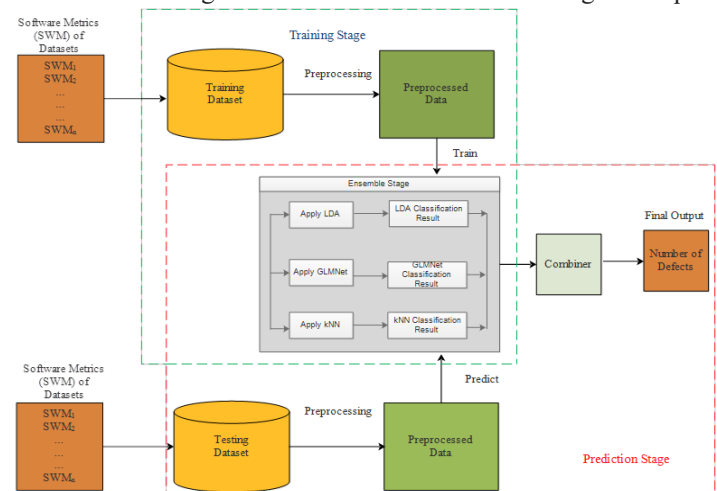 Software Metrics
(SWM) of
Datasets
SWM1
SWM2
...
...
...
SWMn
Training Stage
Training
Dataset
Preprocessing
Preprocessed
Data
Train
Ensemble Stage
Apply LDA
LDA Classification
Result
Apply GLMNet
GLMNet
Classification
Result
Apply kNN
kNN Classification
Result
Combiner
Final Output
Number of
Defects
Software Metrics
(SWM) of
Datasets
SWM1
SWM2
...
...
...
SWMn
Testing
Dataset
Preprocessing
Preprocessed
Data
Predict
Prediction Stage